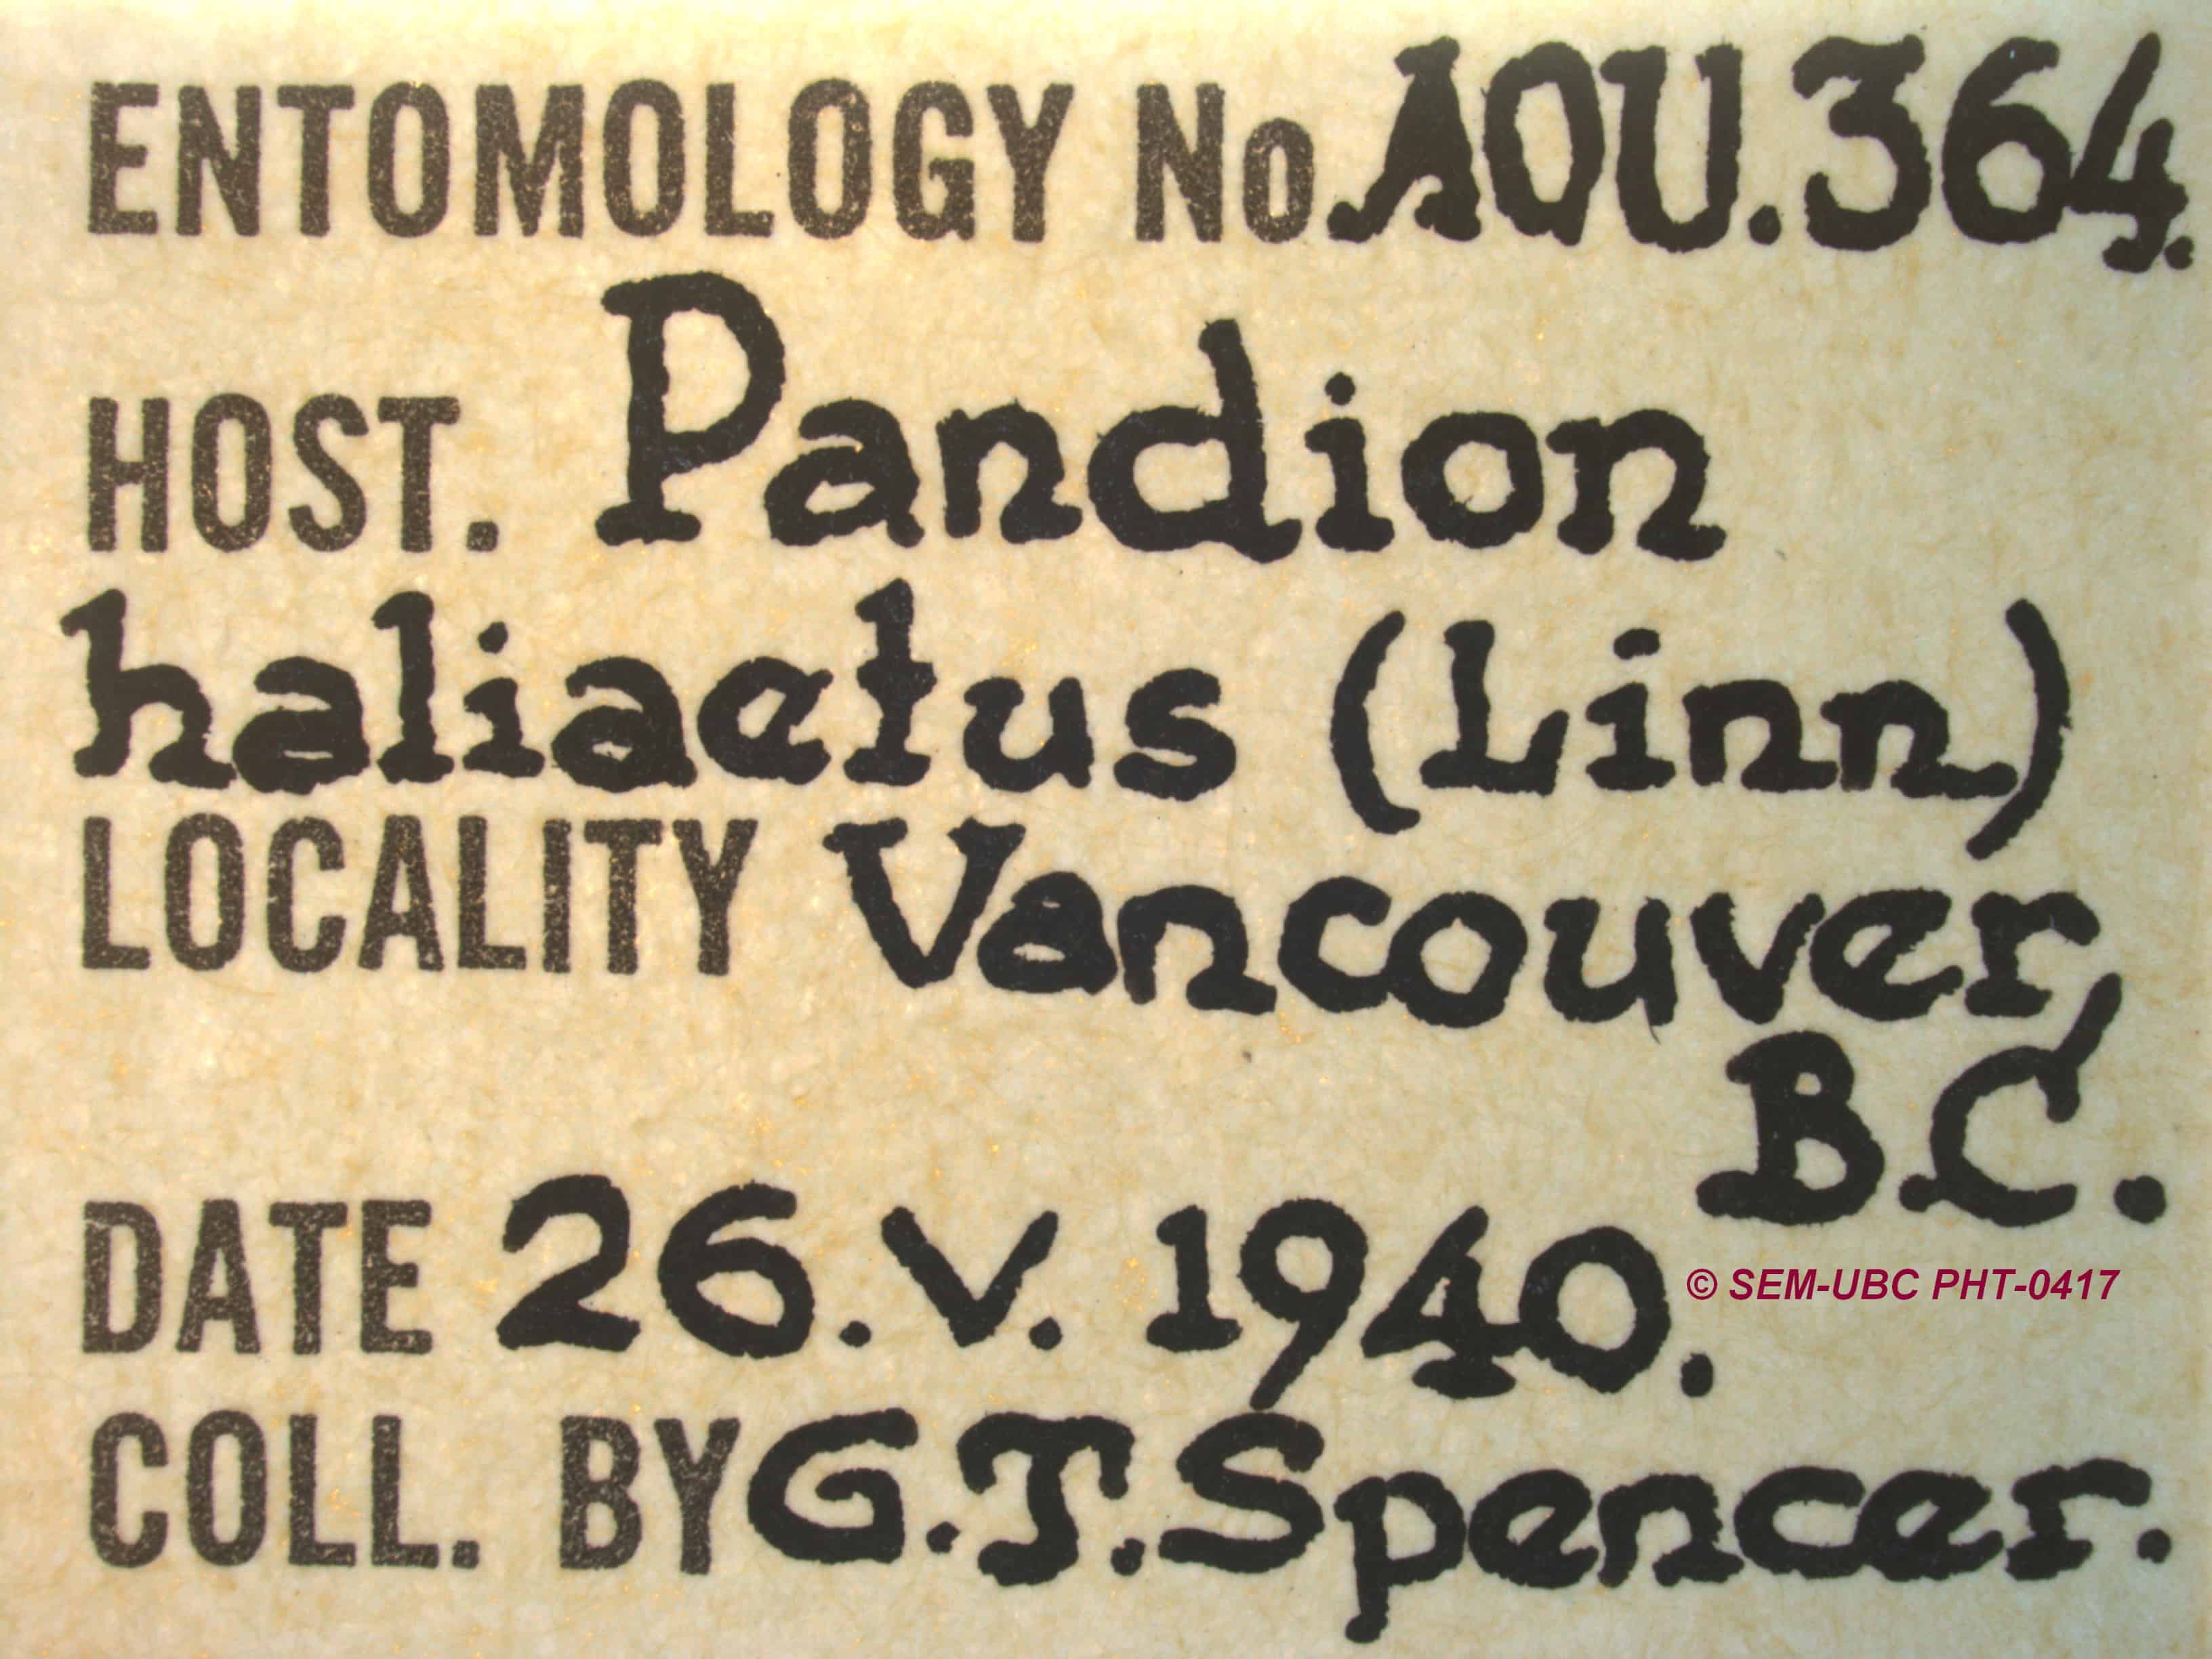 ENTOMOLOGY No. AOU. 364.
HOST. Pandion
haliaetus (Linn)
LOCALITY Vancouver,
B.C.
DATE 26. V. 1940.
© SEM-UBC PHT-0417
COLL. BY G. J. Spencer.